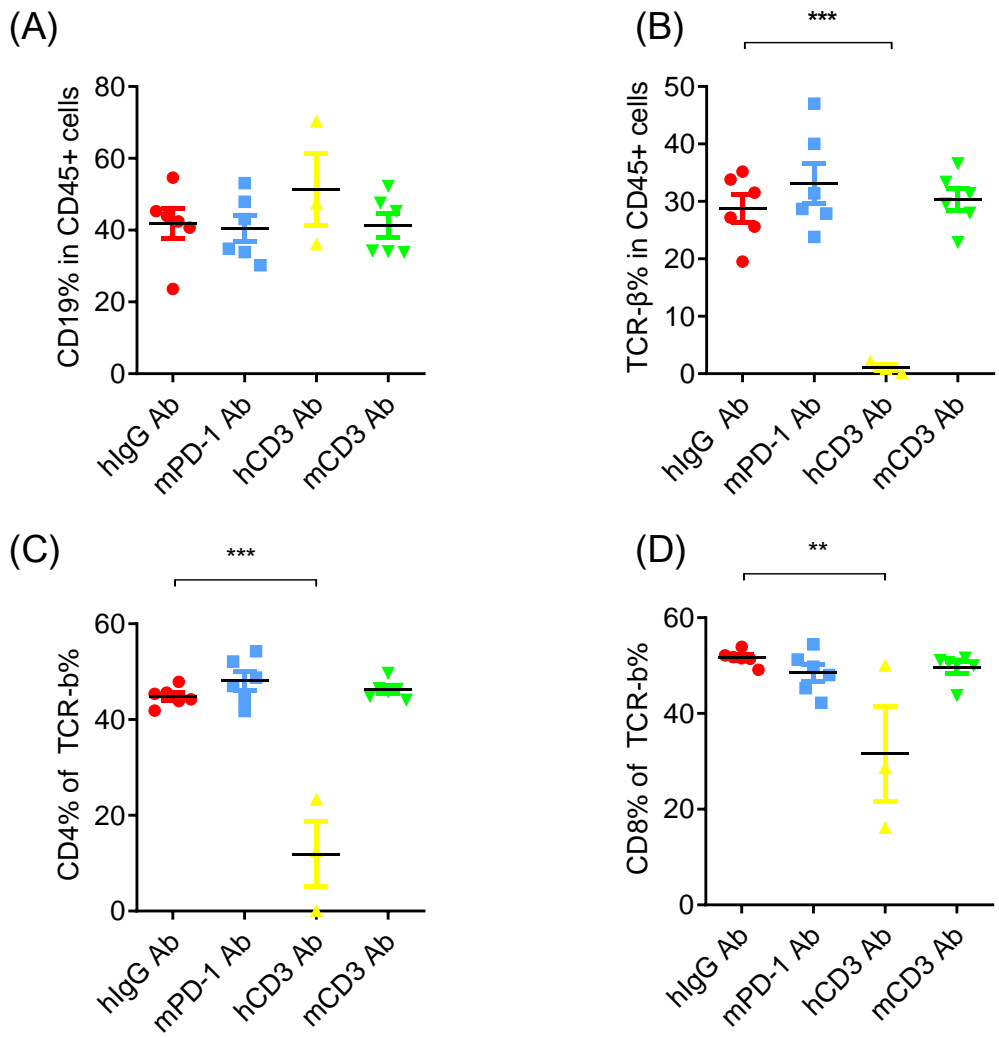 (A)
CD19% in CD45+ cells
80
60
40
20
0
hIgG Ab
mPD-1 Ab
hCD3 Ab
mCD3 Ab
(B)
***
TCR-β% in CD45+ cells
50
40
30
20
10
0
hIgG Ab
mPD-1 Ab
hCD3 Ab
mCD3 Ab
(C)
***
CD4% of TCR-b%
60
40
20
0
hIgG Ab
mPD-1 Ab
hCD3 Ab
mCD3 Ab
(D)
**
CD8% of TCR-b%
60
40
20
0
hIgG Ab
mPD-1 Ab
hCD3 Ab
mCD3 Ab